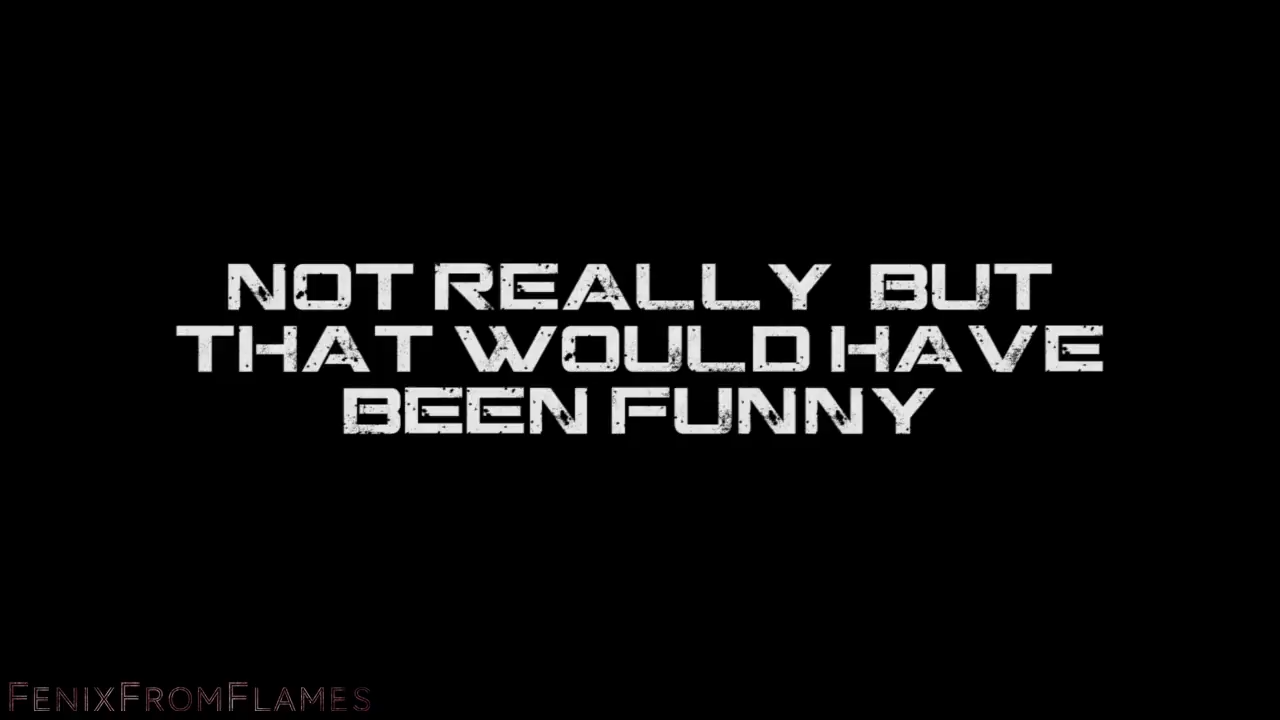 NOT REALLY BUT
THAT WOULD HAVE
BEEN FUNNY
FENIXFROMFLAMES